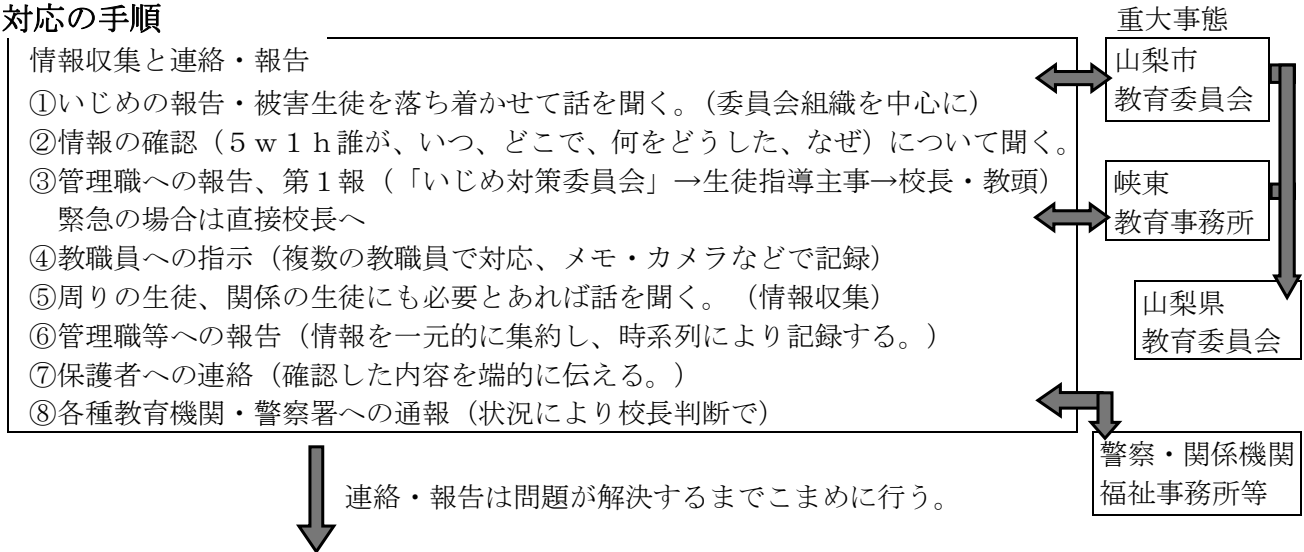 対応の手順
情報収集と連絡・報告
①いじめの報告・被害生徒を落ち着かせて話を聞く。（委員会組織を中心に）
②情報の確認（５ｗ１ｈ誰が、いつ、どこで、何をどうした、なぜ）について聞く。
③管理職への報告、第１報（「いじめ対策委員会」→生徒指導主事→校長・教頭）
緊急の場合は直接校長へ
④教職員への指示（複数の教職員で対応、メモ・カメラなどで記録）
⑤周りの生徒、関係の生徒にも必要とあれば話を聞く。（情報収集）
⑥管理職等への報告（情報を一元的に集約し、時系列により記録する。）
⑦保護者への連絡（確認した内容を端的に伝える。）
⑧各種教育機関・警察署への通報（状況により校長判断で）
重大事態
山梨市
教育委員会
峡東
教育事務所
山梨県
教育委員会
警察・関係機関
福祉事務所等
連絡・報告は問題が解決するまでこまめに行う。